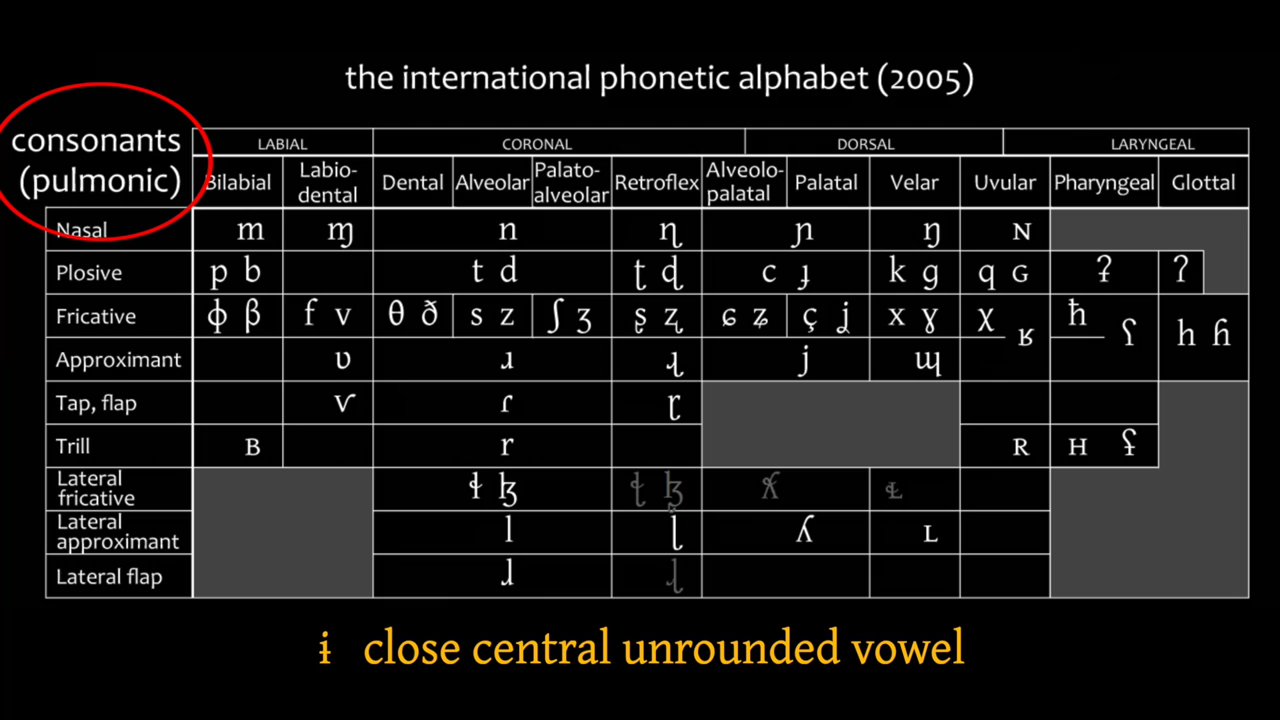 the international phonetic alphabet (2005)
consonants
(pulmonic)
LABIAL CORONAL DORSAL LARYNGEAL
Bilabial Labio-dental Dental Alveolar Palato-alveolar Retroflex Alveolo-palatal Palatal Velar Uvular Pharyngeal Glottal
Nasal m ɱ n ɳ ɲ ŋ ɴ
Plosive p b t d ʈ ɖ c ɟ k ɡ q ɢ ʡ ʔ
Fricative ɸ β f v θ ð s z ʃ ʒ ʂ ʐ ɕ ʑ ç ʝ x ɣ χ ʁ ħ ʕ h ɦ
Approximant ʋ ɹ ɻ j ɰ
Tap, flap ⱱ ɾ ɽ
Trill ʙ r ʀ ʜ ʢ
Lateral
fricative ɬ ɮ
Lateral
approximant l ɭ ʎ ʟ
Lateral flap ɺ
ɨ close central unrounded vowel